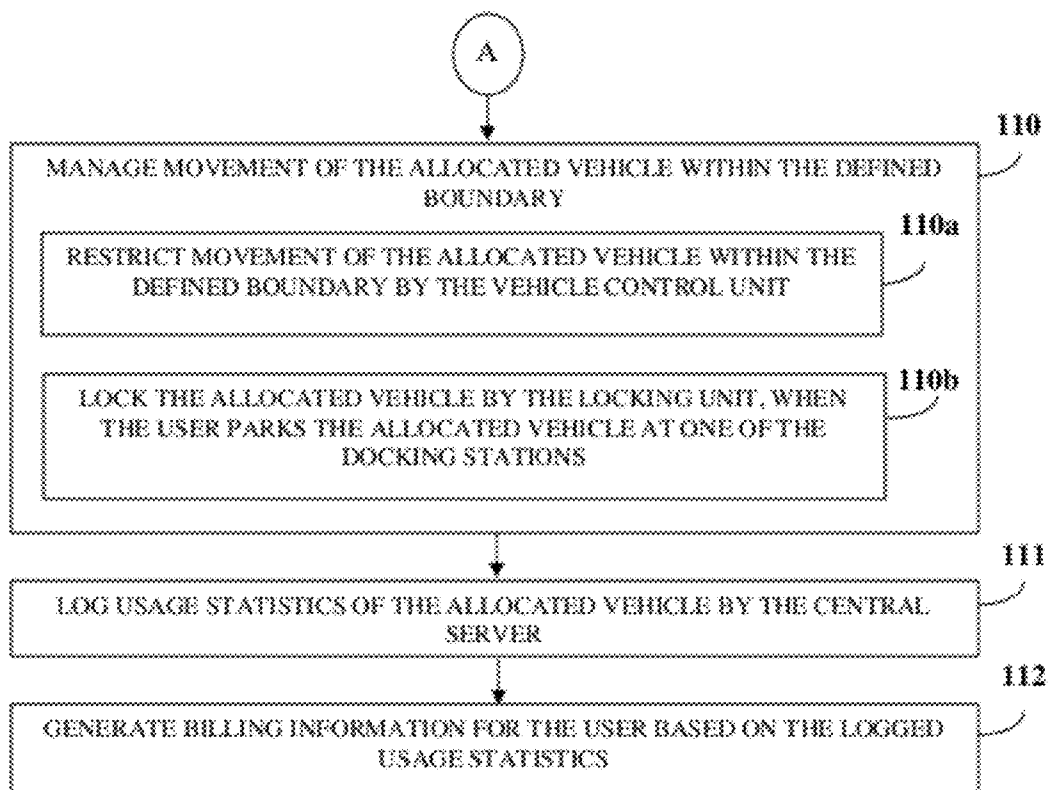 A
110
MANAGE MOVEMENT OF THE ALLOCATED VEHICLE WITHIN THE DEFINED
BOUNDARY
110a
RESTRICT MOVEMENT OF THE ALLOCATED VEHICLE WITHIN THE
DEFINED BOUNDARY BY THE VEHICLE CONTROL UNIT
110b
LOCK THE ALLOCATED VEHICLE BY THE LOCKING UNIT, WHEN
THE USER PARKS THE ALLOCATED VEHICLE AT ONE OF THE
DOCKING STATIONS
111
LOG USAGE STATISTICS OF THE ALLOCATED VEHICLE BY THE CENTRAL
SERVER
112
GENERATE BILLING INFORMATION FOR THE USER BASED ON THE LOGGED
USAGE STATISTICS